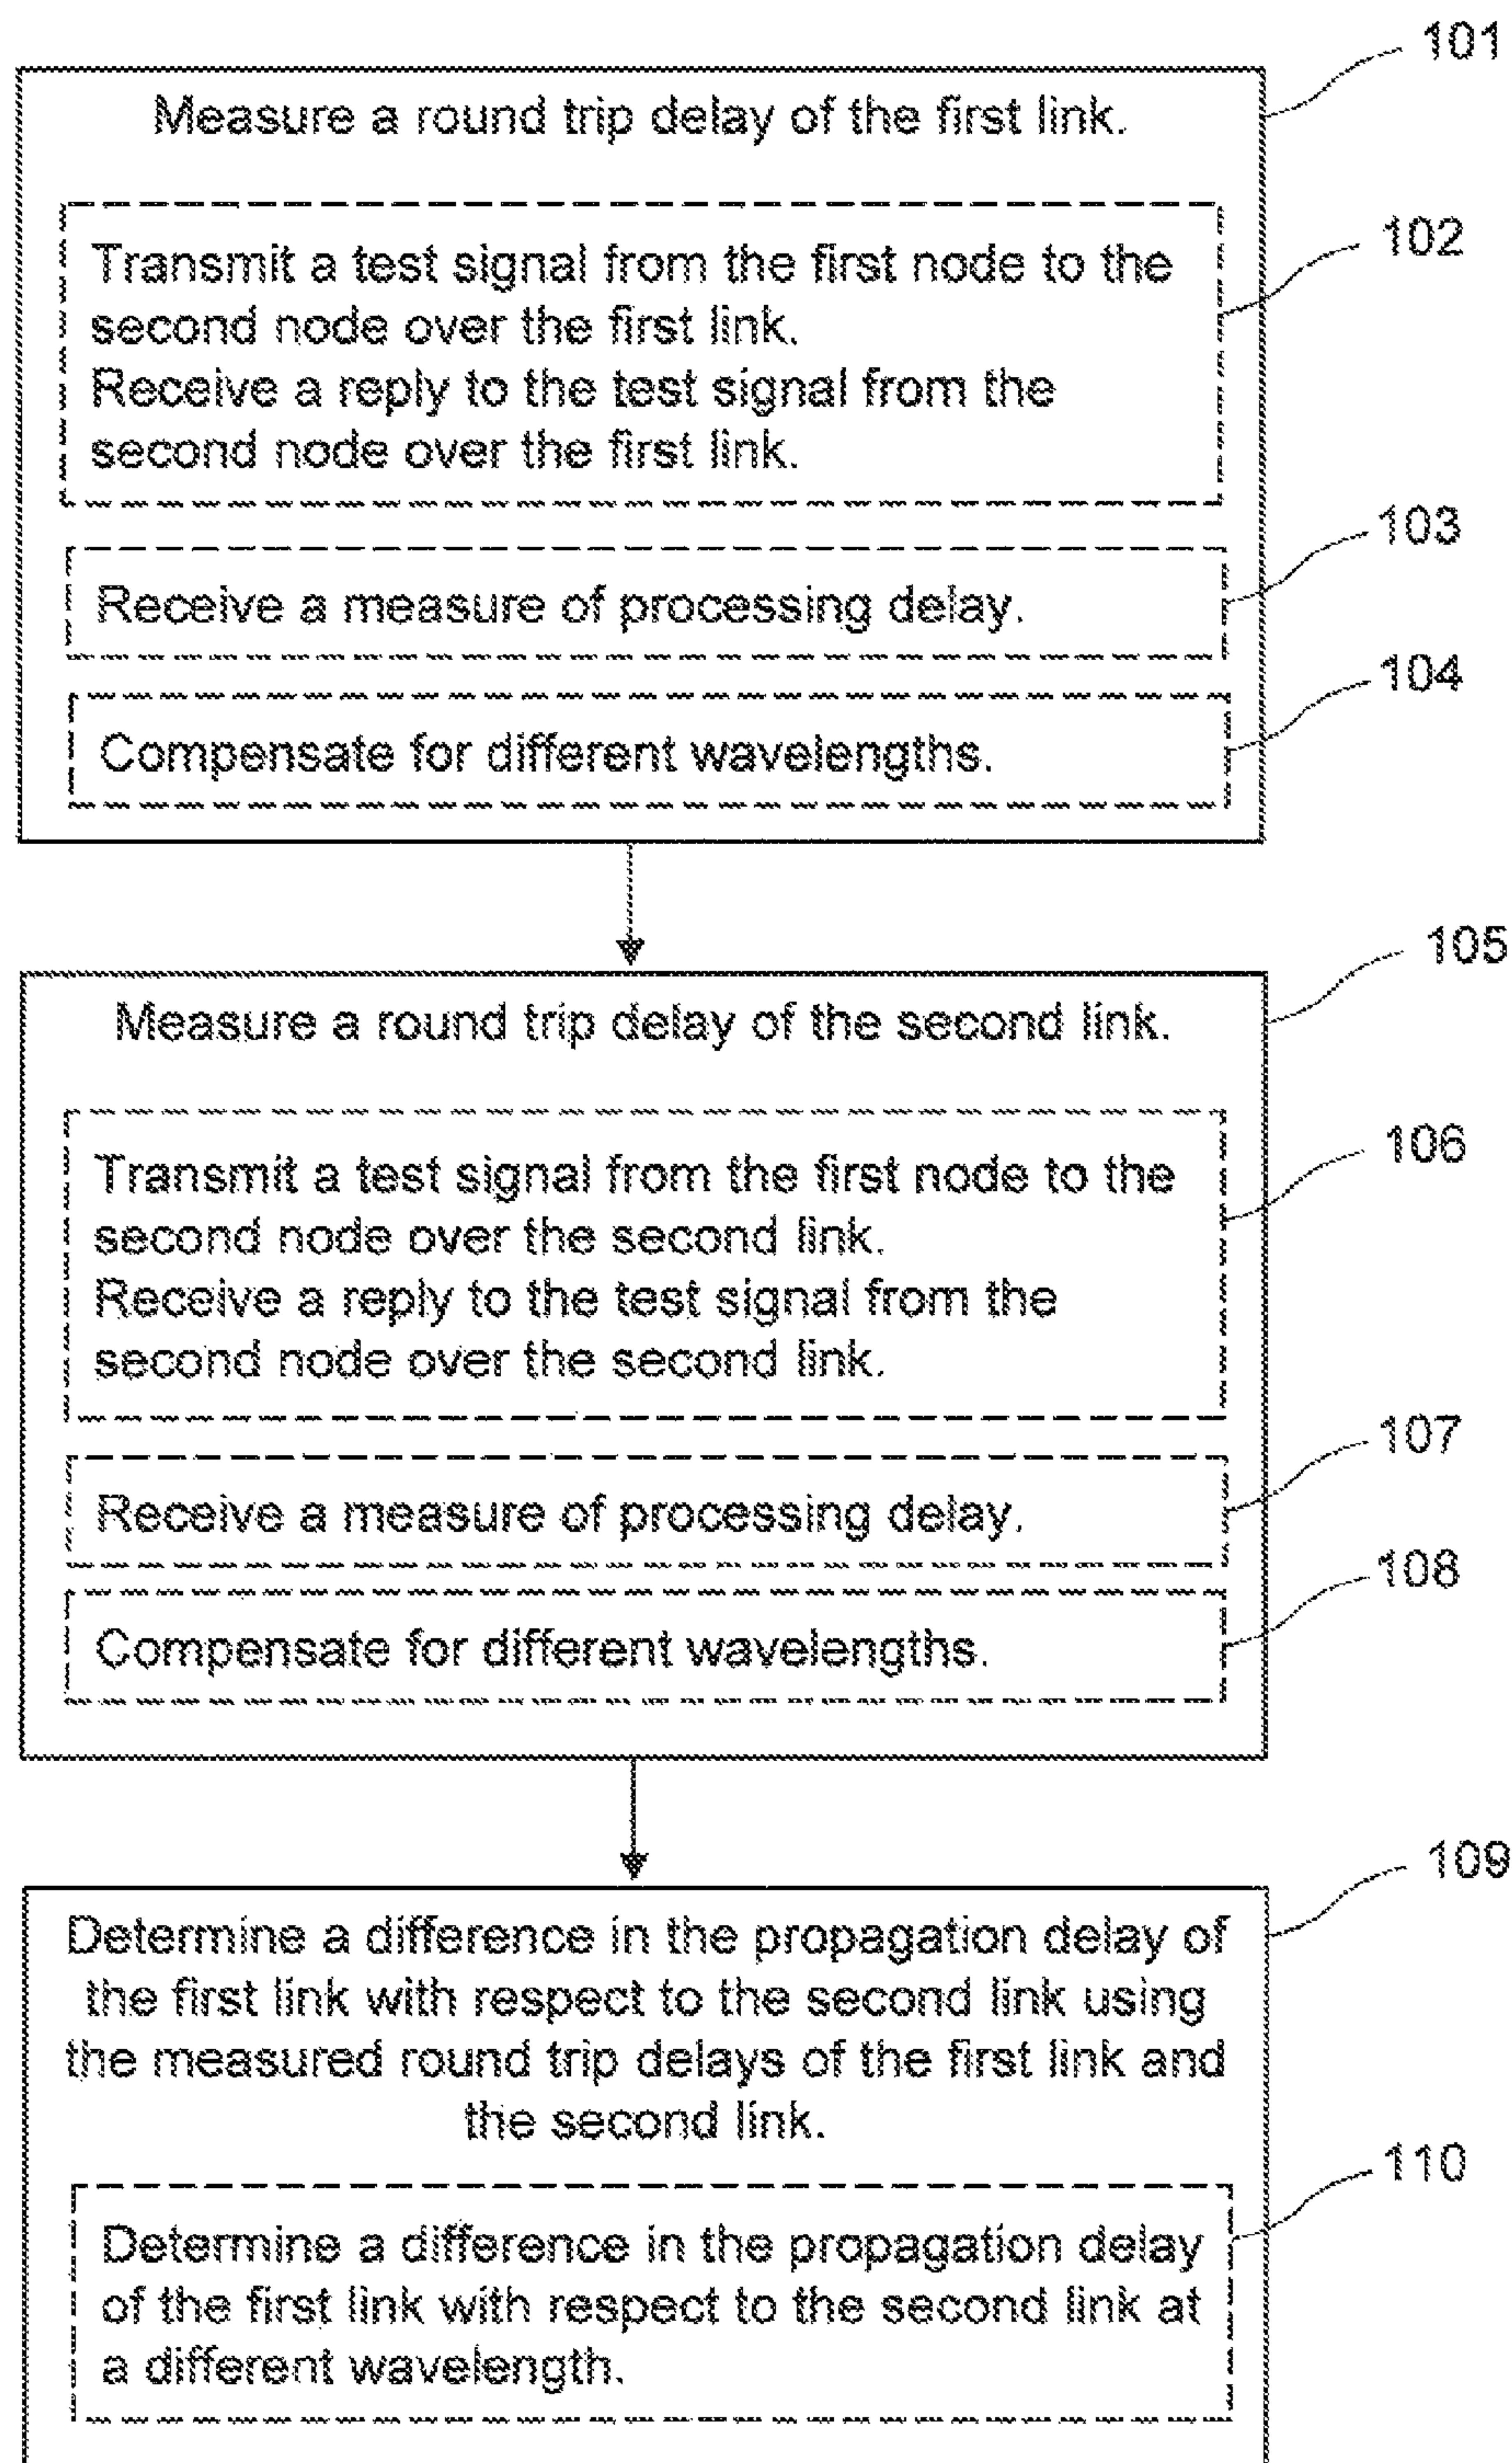 101
Measure a round trip delay of the first link.
102
Transmit a test signal from the first node to the
second node over the first link.
Receive a reply to the test signal from the
second node over the first link.
103
Receive a measure of processing delay.
104
Compensate for different wavelengths.
105
Measure a round trip delay of the second link.
106
Transmit a test signal from the first node to the
second node over the second link.
Receive a reply to the test signal from the
second node over the second link.
107
Receive a measure of processing delay.
108
Compensate for different wavelengths.
109
Determine a difference in the propagation delay of
the first link with respect to the second link using
the measured round trip delays of the first link and
the second link.
110
Determine a difference in the propagation delay
of the first link with respect to the second link at
a different wavelength.